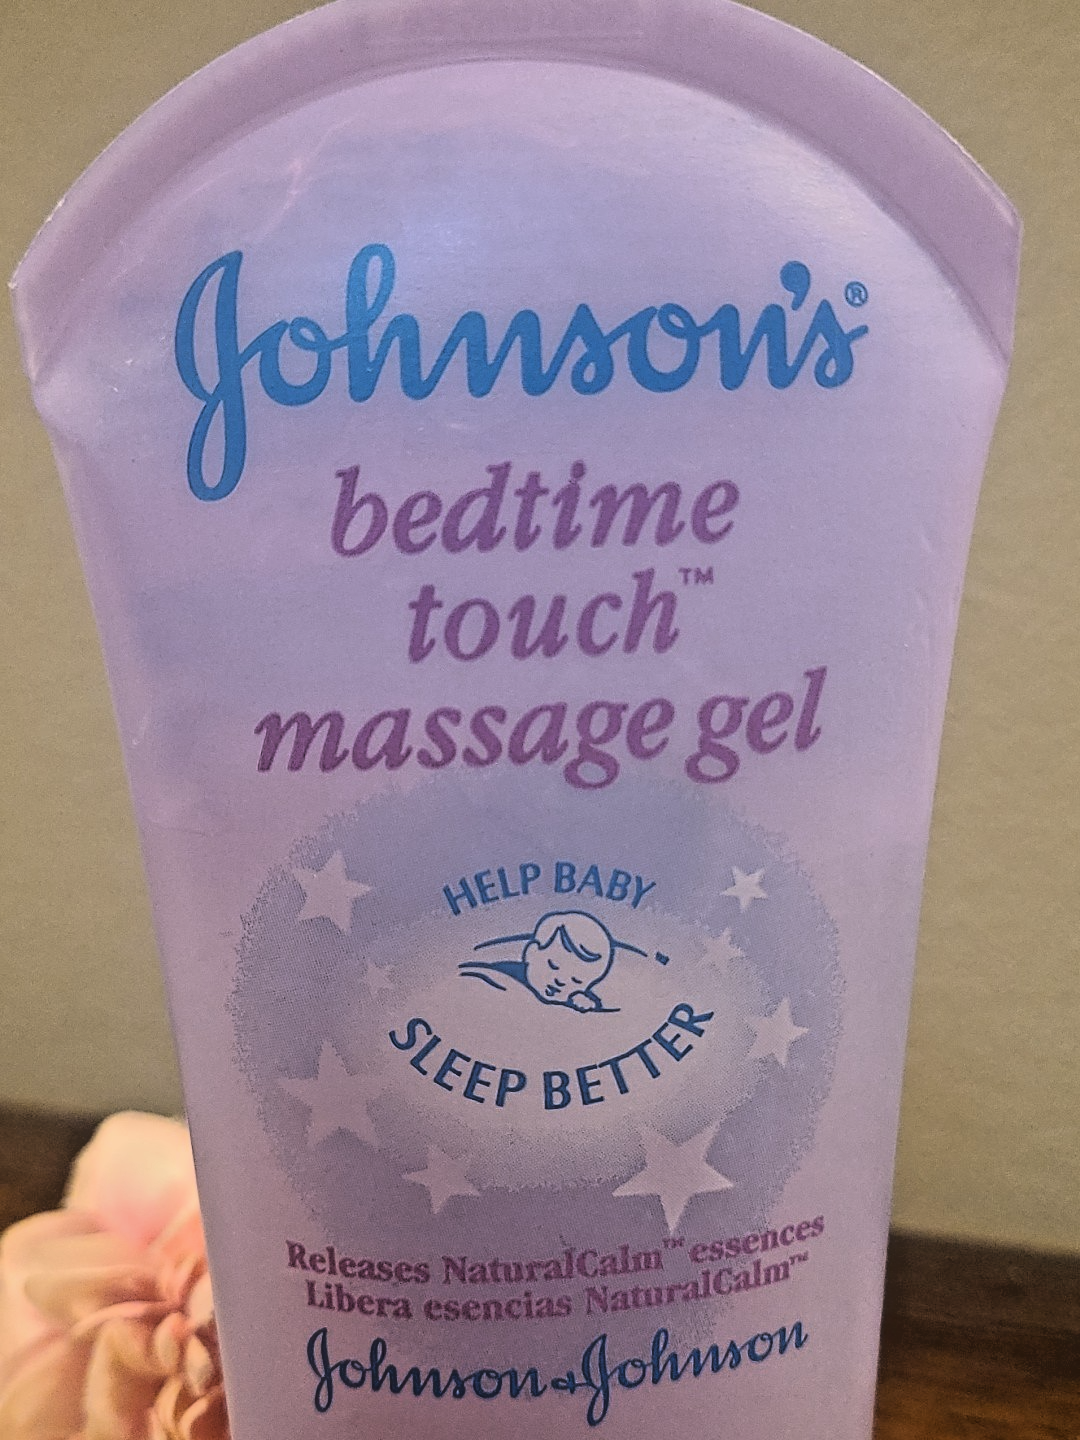 Johnson's®
bedtime
touch™
massage gel
HELP BABY
SLEEP BETTER
Releases NaturalCalm™ essences
Libera esencias NaturalCalm™
Johnson & Johnson